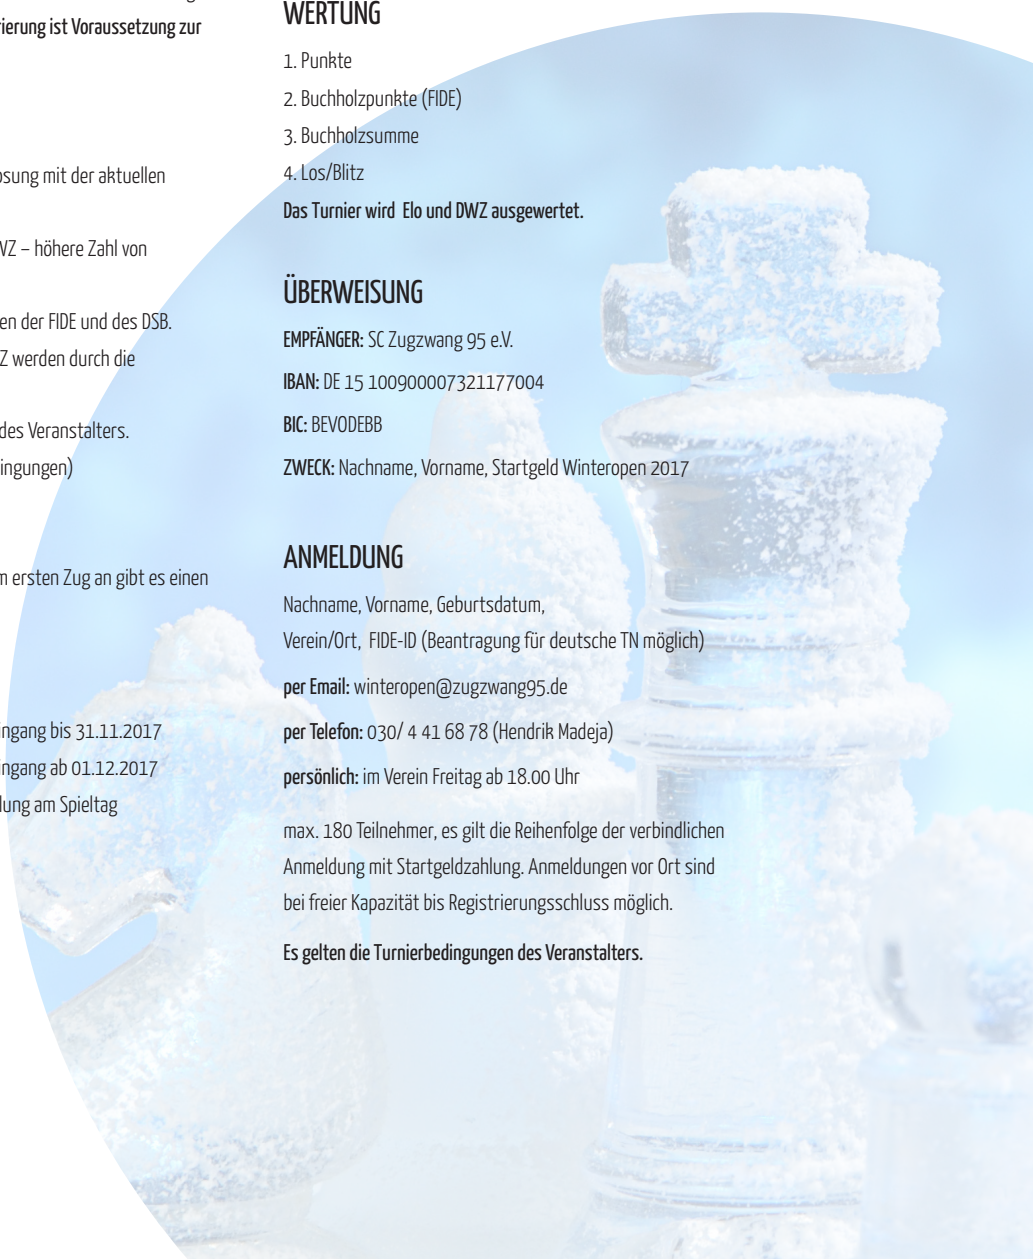 ierung ist Voraussetzung zur
osung mit der aktuellen
WZ – höhere Zahl von
en der FIDE und des DSB.
Z werden durch die
des Veranstalters.
ingungen)
m ersten Zug an gibt es einen
ingang bis 31.11.2017
ingang ab 01.12.2017
lung am Spieltag
WERTUNG
1. Punkte
2. Buchholzpunkte (FIDE)
3. Buchholzsumme
4. Los/Blitz
Das Turnier wird Elo und DWZ ausgewertet.
ÜBERWEISUNG
EMPFÄNGER: SC Zugzwang 95 e.V.
IBAN: DE 15 100900007321177004
BIC: BEVODEBB
ZWECK: Nachname, Vorname, Startgeld Winteropen 2017
ANMELDUNG
Nachname, Vorname, Geburtsdatum,
Verein/Ort, FIDE-ID (Beantragung für deutsche TN möglich)
per Email: winteropen@zugzwang95.de
per Telefon: 030/ 4 41 68 78 (Hendrik Madeja)
persönlich: im Verein Freitag ab 18.00 Uhr
max. 180 Teilnehmer, es gilt die Reihenfolge der verbindlichen
Anmeldung mit Startgeldzahlung. Anmeldungen vor Ort sind
bei freier Kapazität bis Registrierungsschluss möglich.
Es gelten die Turnierbedingungen des Veranstalters.